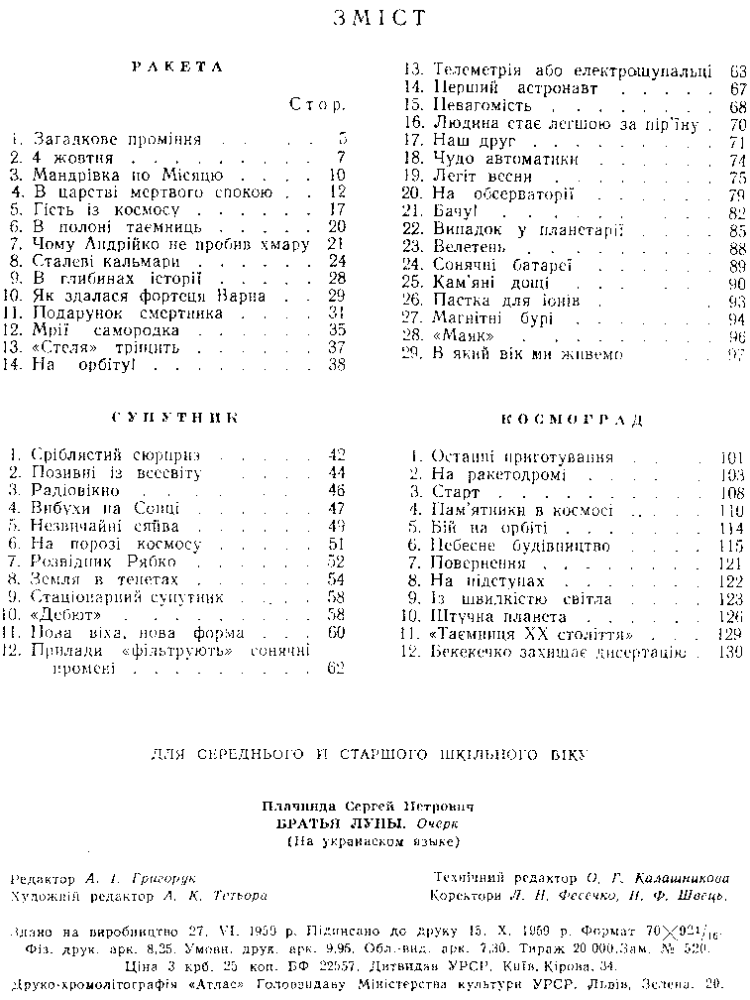 ЗМІСТ
РАКЕТА
Стор.
1. Загадкове проміння . . . . . 5
2. 4 жовтня . . . . . . . . . 7
3. Мандрівка по Місяцю . . . . 10
4. В царстві мертвого спокою . . 12
5. Гість із космосу . . . . . . 17
6. В полоні таємниць . . . . . 20
7. Чому Андрійко не пробив хмару 21
8. Сталеві кальмари . . . . . . 24
9. В глибинах історії . . . . . 28
10. Як здалася фортеця Варна . . 29
11. Подарунок смертника . . . . 31
12. Мрії самородка . . . . . . 35
13. «Стеля» тріщить . . . . . . 37
14. На орбіту! . . . . . . . . 38
СУПУТНИК
1. Сріблястий сюрприз . . . . . 42
2. Позивні із всесвіту . . . . . 44
3. Радіовікно . . . . . . . . 46
4. Вибухи на Сонці . . . . . . 47
5. Незвичайні сяйва . . . . . . 49
6. На порозі космосу . . . . . 51
7. Розвідник Рябко . . . . . . 52
8. Земля в тенетах . . . . . . 54
9. Стаціонарний супутник . . . . 58
10. «Дебют» . . . . . . . . . 58
11. Нова віха, нова форма . . . 60
12. Прилади «фільтрують» сонячні
промені . . . . . . . . . 62
13. Телеметрія або електрощупальці 63
14. Перший астронавт . . . . . 67
15. Невагомість . . . . . . . . 68
16. Людина стає легшою за пір'їну . 70
17. Наш друг . . . . . . . . . 71
18. Чудо автоматики . . . . . . 74
19. Легіт весни . . . . . . . . 75
20. На обсерваторії . . . . . . 79
21. Бачу! . . . . . . . . . . 82
22. Випадок у планетарії . . . . 85
23. Велетень . . . . . . . . . 88
24. Сонячні батареї . . . . . . 89
25. Кам'яні дощі . . . . . . . 90
26. Пастка для іонів . . . . . . 93
27. Магнітні бурі . . . . . . . 94
28. «Маяк» . . . . . . . . . 96
29. В який вік ми живемо . . 97
КОСМОГРАД
1. Останні приготування . . . . 101
2. На ракетодромі . . . . . . 103
3. Старт . . . . . . . . . . 108
4. Пам'ятники в космосі . . . . 110
5. Бій на орбіті . . . . . . . 114
6. Небесне будівництво . . . . 115
7. Повернення . . . . . . . . 121
8. На підступах . . . . . . . 122
9. Із швидкістю світла . . . . . 123
10. Штучна планета . . . . . . 126
11. «Таємниця XX століття» . . . 129
12. Бекекечко захищає дисертацію . 130
ДЛЯ СЕРЕДНЬОГО Й СТАРШОГО ШКІЛЬНОГО ВІКУ
Плачинда Сергей Петрович
БРАТЬЯ ЛУНЫ. Очерк
(На украинском языке)
Редактор А. І. Григорук
Художній редактор А. К. Тетьора
Технічний редактор О. Г. Калашникова
Коректори Л. Н. Фесечко, Н. Ф. Швець.
Здано на виробництво 27. VI. 1959 р. Підписано до друку 15. X. 1959 р. Формат 70×92 1/16.
Фіз. друк. арк. 8,25. Умовн. друк. арк. 9,95. Обл.-вид. арк. 7,30. Тираж 20 000. Зам. № 520.
Ціна 3 крб. 25 коп. БФ 22557. Дитвидав УРСР. Київ, Кірова, 34.
Друко-хромолітографія «Атлас» Головвидаву Міністерства культури УРСР. Львів, Зелена, 20.